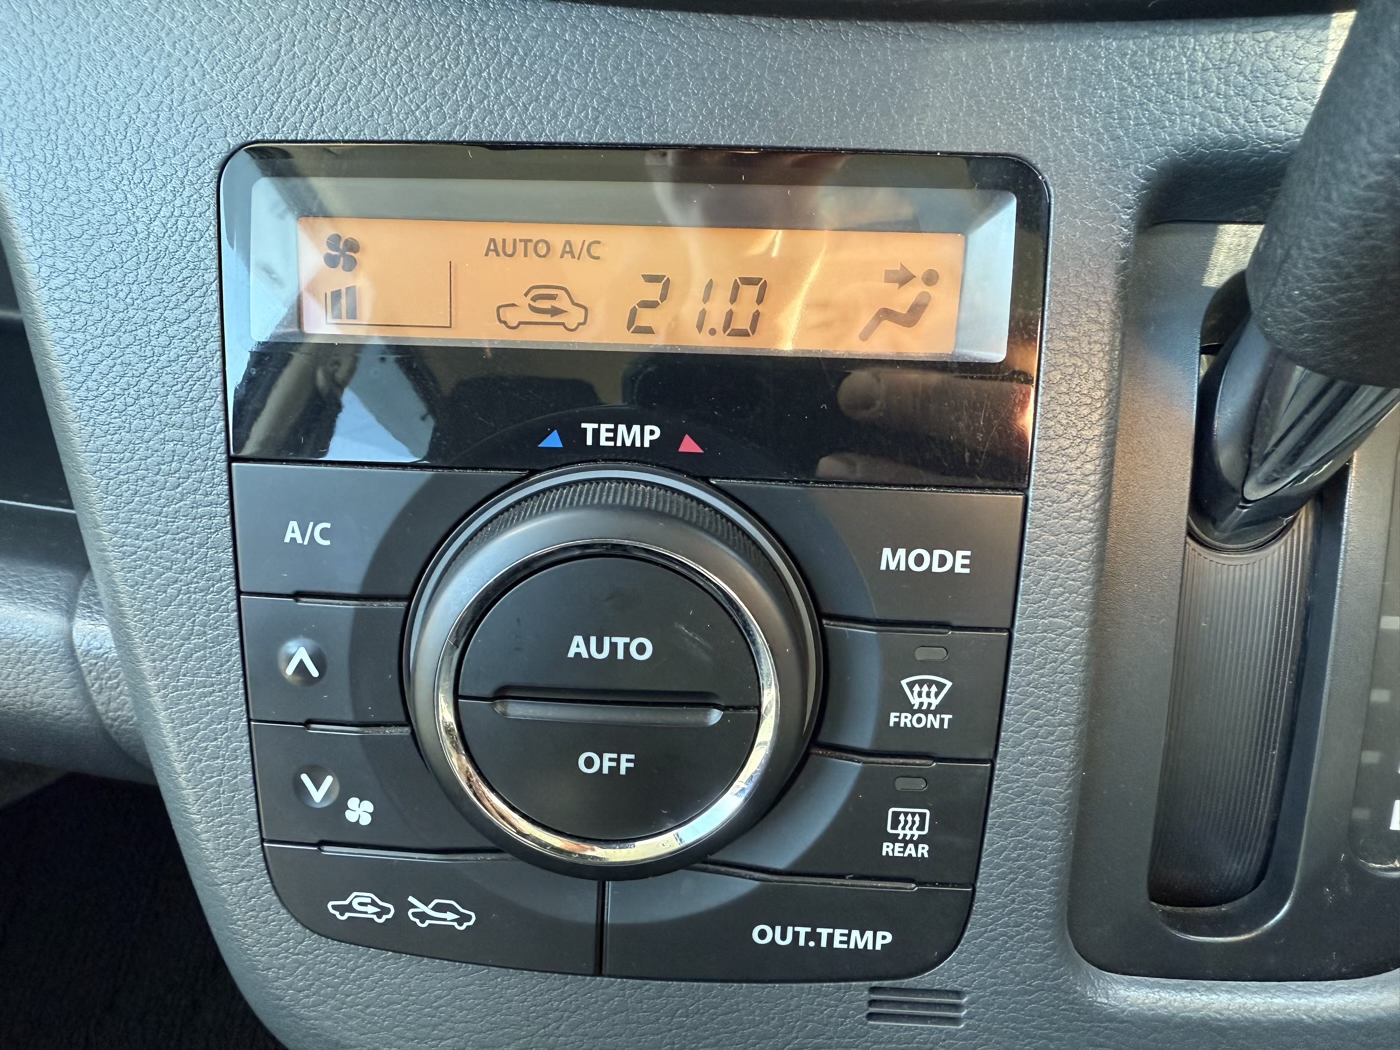 AUTO A/C
21.0
TEMP
A/C
MODE
AUTO
FRONT
OFF
REAR
OUT.TEMP